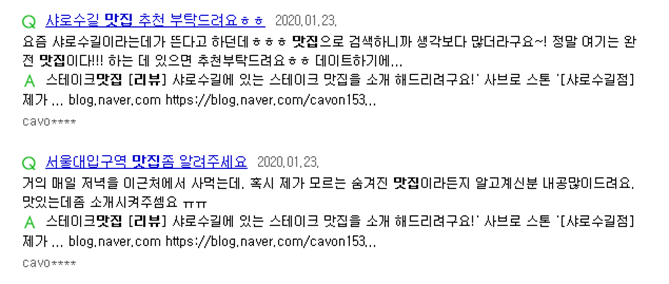 Q 샤로수길 맛집 추천 부탁드려요ㅎㅎ 2020.01.23.
요즘 샤로수길이라는데가 뜬다고 하던데ㅎㅎㅎ 맛집으로 검색하니까 생각보다 많더라구요~! 정말 여기는 완
전 맛집이다!!! 하는 데 있으면 추천부탁드려요ㅎㅎ 데이트하기에...
A 스테이크맛집 [리뷰] 샤로수길에 있는 스테이크 맛집을 소개 해드리려구요!' 사브로 스톤 '[샤로수길점]
제가 ... blog.naver.com https://blog.naver.com/cavon153...
cavo****
Q 서울대입구역 맛집좀 알려주세요 2020.01.23.
거의 매일 저녁을 이근처에서 사먹는데. 혹시 제가 모르는 숨겨진 맛집이라든지 알고계신분 내공많이드려요.
맛있는데좀 소개시켜주셈요 ㅠㅠ
A 스테이크맛집 [리뷰] 샤로수길에 있는 스테이크 맛집을 소개 해드리려구요!' 사브로 스톤 '[샤로수길점]
제가 ... blog.naver.com https://blog.naver.com/cavon153...
cavo****